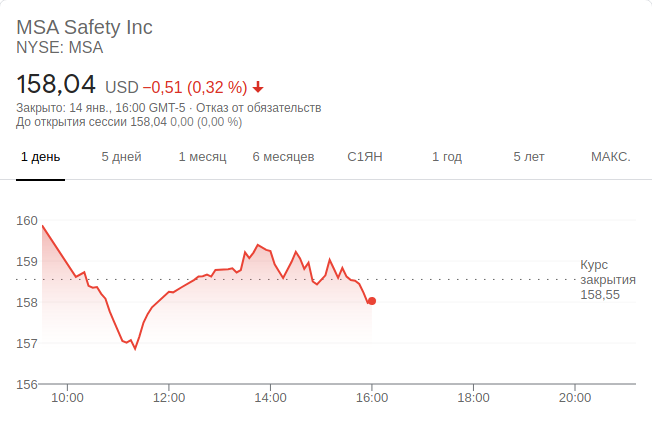 MSA Safety Inc
NYSE: MSA
158,04 USD −0,51 (0,32 %)
Закрыто: 14 янв., 16:00 GMT-5 · Отказ от обязательств
До открытия сессии 158,04 0,00 (0,00 %)
1 день 5 дней 1 месяц 6 месяцев С1ЯН 1 год 5 лет МАКС.
160
159
158
157
156
Курс
закрытия
158,55
10:00 12:00 14:00 16:00 18:00 20:00